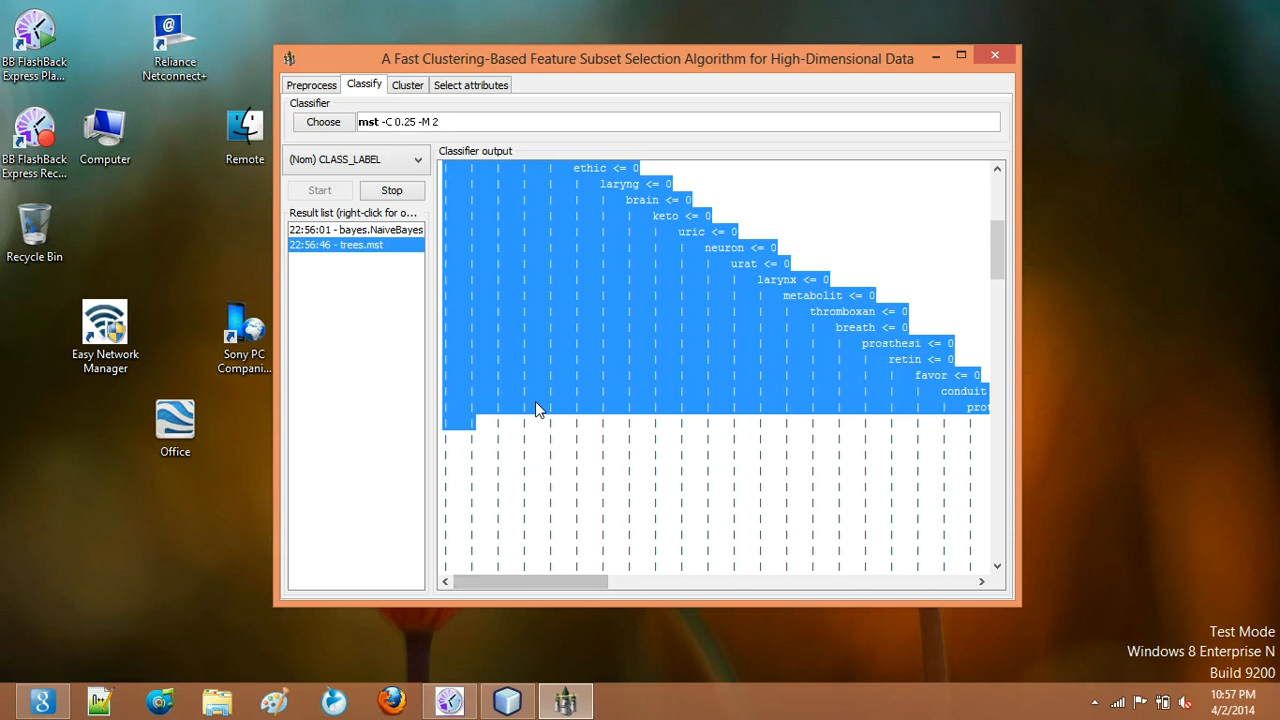 BB FlashBack
Express Pla...
Reliance
Netconnect+
BB FlashBack
Express Rec...
Computer
Remote
Recycle Bin
Easy Network
Manager
Sony PC
Compani...
Office
A Fast Clustering-Based Feature Subset Selection Algorithm for High-Dimensional Data
Preprocess
Classify
Cluster
Select attributes
Classifier
Choose
mst -C 0.25 -M 2
(Nom) CLASS_LABEL
Start
Stop
Result list (right-click for o...
22:56:01 - bayes.NaiveBayes
22:56:46 - trees.mst
Classifier output
ethic <= 0
laryng <= 0
brain <= 0
keto <= 0
uric <= 0
neuron <= 0
urat <= 0
larynx <= 0
metabolit <= 0
thromboxan <= 0
breath <= 0
prosthesi <= 0
retin <= 0
favor <= 0
conduit
Test Mode
Windows 8 Enterprise N
Build 9200
10:57 PM
4/2/2014